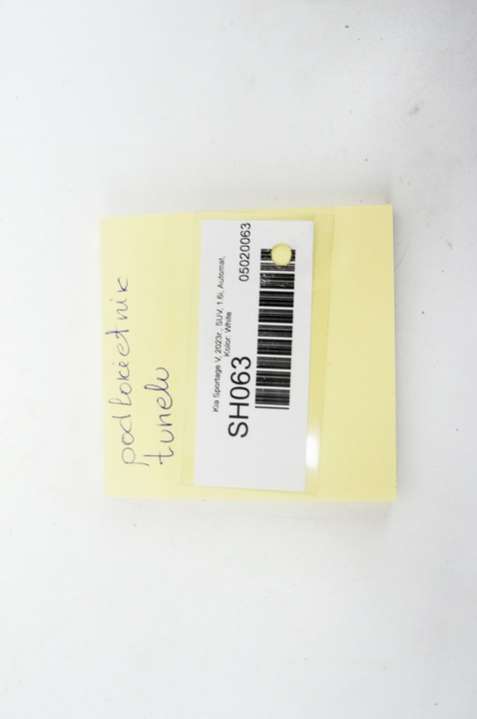 podłokietnik
tunelu
Kia Sportage V, 2023r., SUV, 1.6i, Automat,
Kolor: White
SH063
05020063